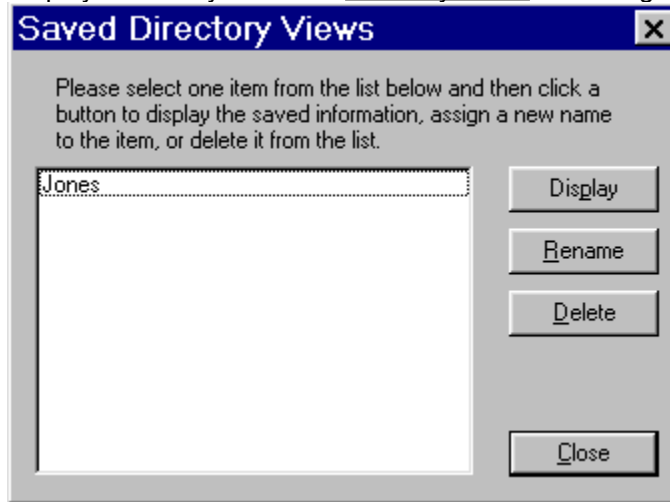 Saved Directory Views
Please select one item from the list below and then click a
button to display the saved information, assign a new name
to the item, or delete it from the list.
Jones
Display
Rename
Delete
Close